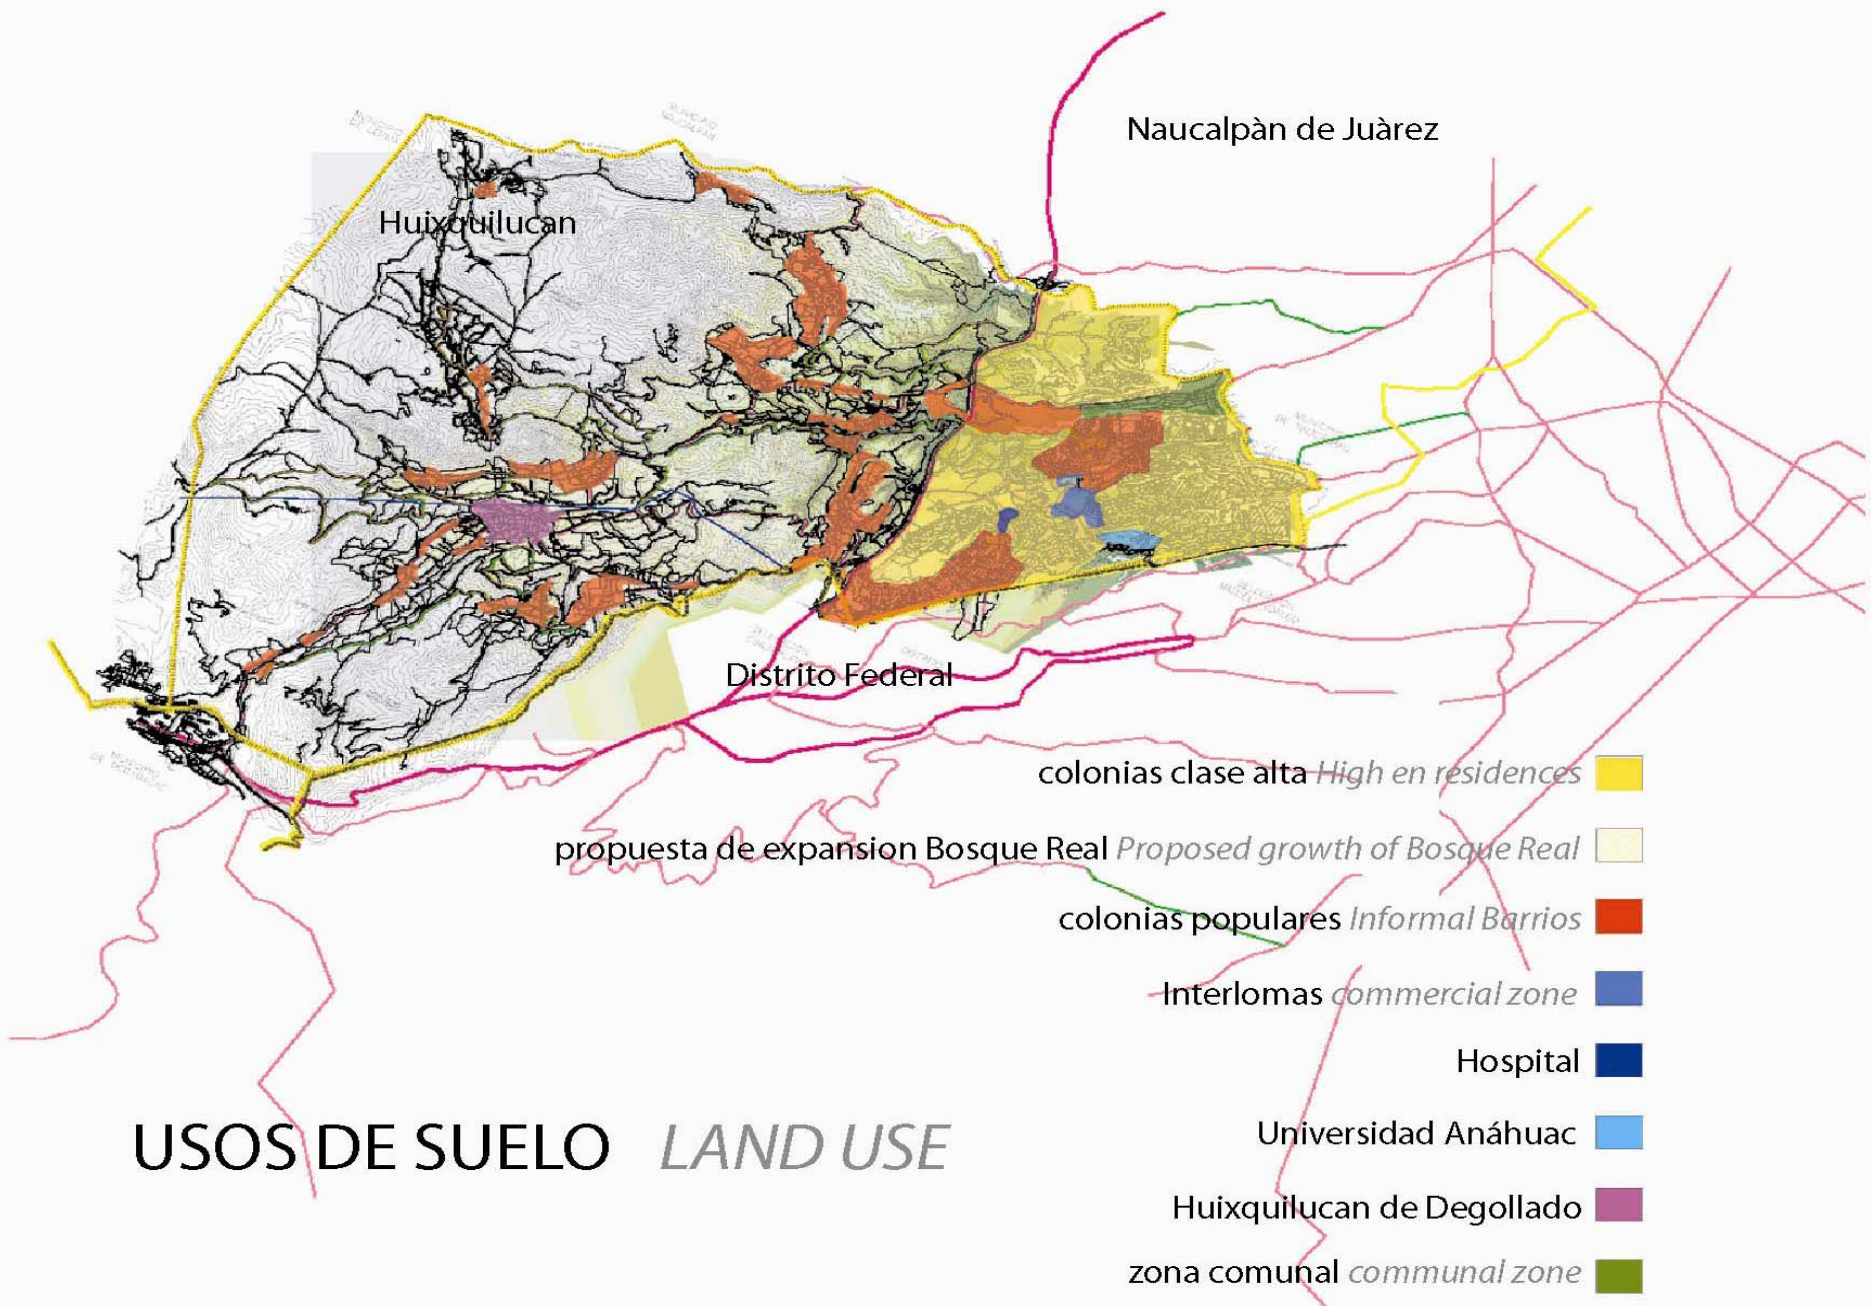 Naucalpàn de Juàrez
Huixquilucan
Distrito Federal
colonias clase alta High en residences
propuesta de expansion Bosque Real Proposed growth of Bosque Real
colonias populares Informal Barrios
Interlomas commercial zone
Hospital
Universidad Anáhuac
Huixquilucan de Degollado
zona comunal communal zone
USOS DE SUELO LAND USE